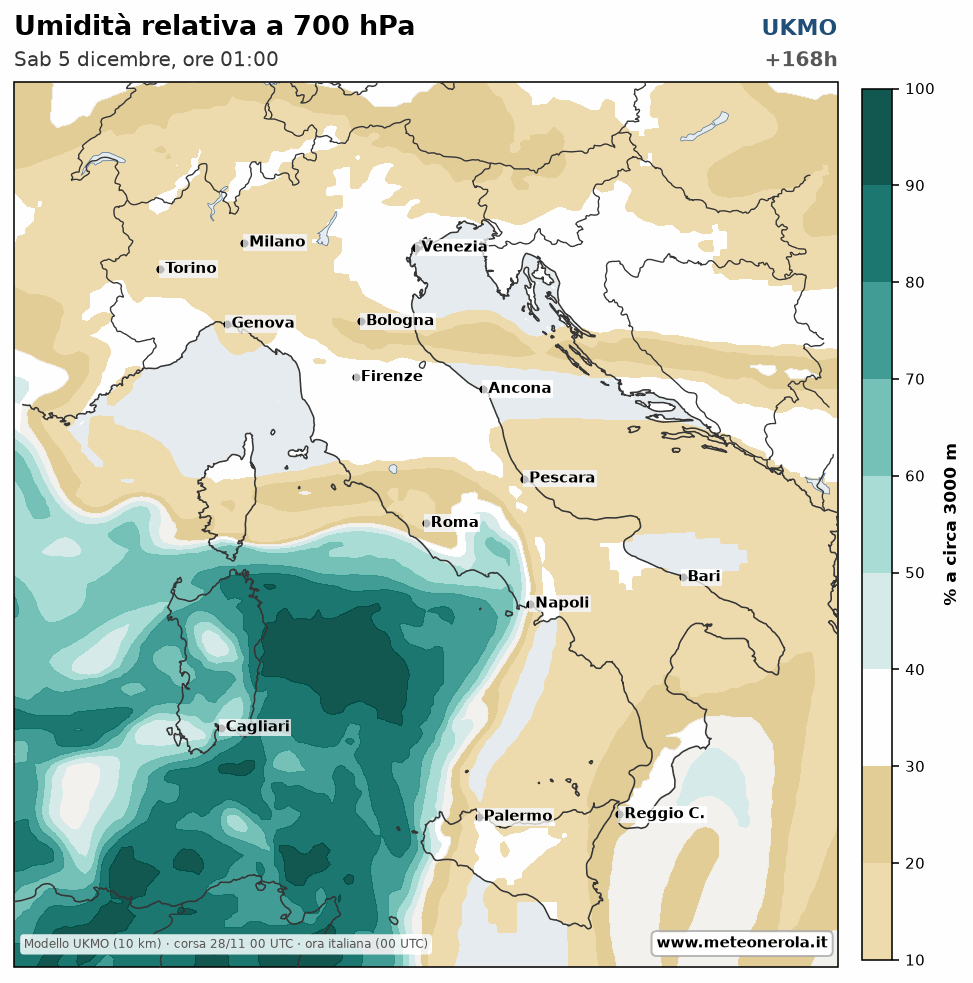 Umidità relativa a 700 hPa
UKMO
Sab 5 dicembre, ore 01:00
+168h
100
90
80
70
60
50
40
30
20
10
% a circa 3000 m
Milano
Venezia
Torino
Genova
Bologna
Firenze
Ancona
Pescara
Roma
Bari
Napoli
Cagliari
Palermo
Reggio C.
Modello UKMO (10 km) · corsa 28/11 00 UTC · ora italiana (00 UTC)
www.meteonerola.it